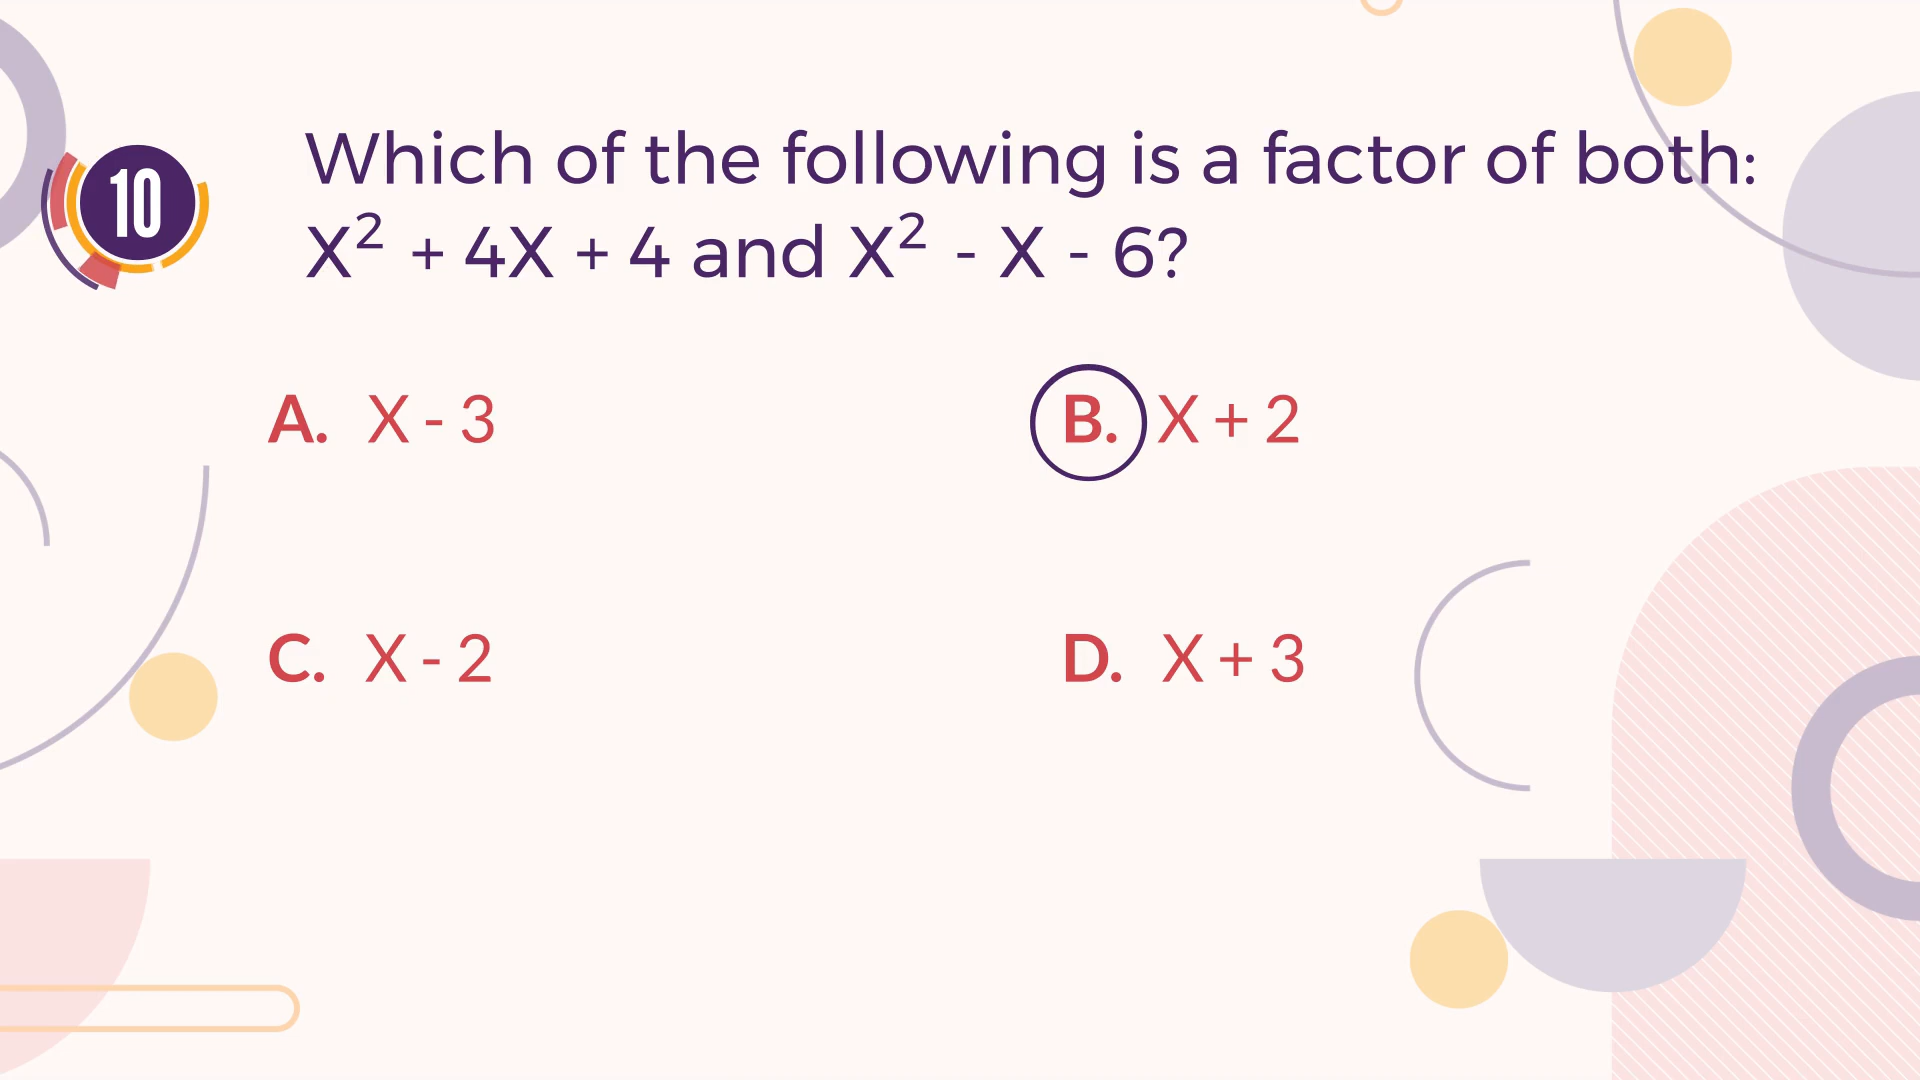 10
Which of the following is a factor of both:
X² + 4X + 4 and X² - X - 6?
A. X - 3
B. X + 2
C. X - 2
D. X + 3